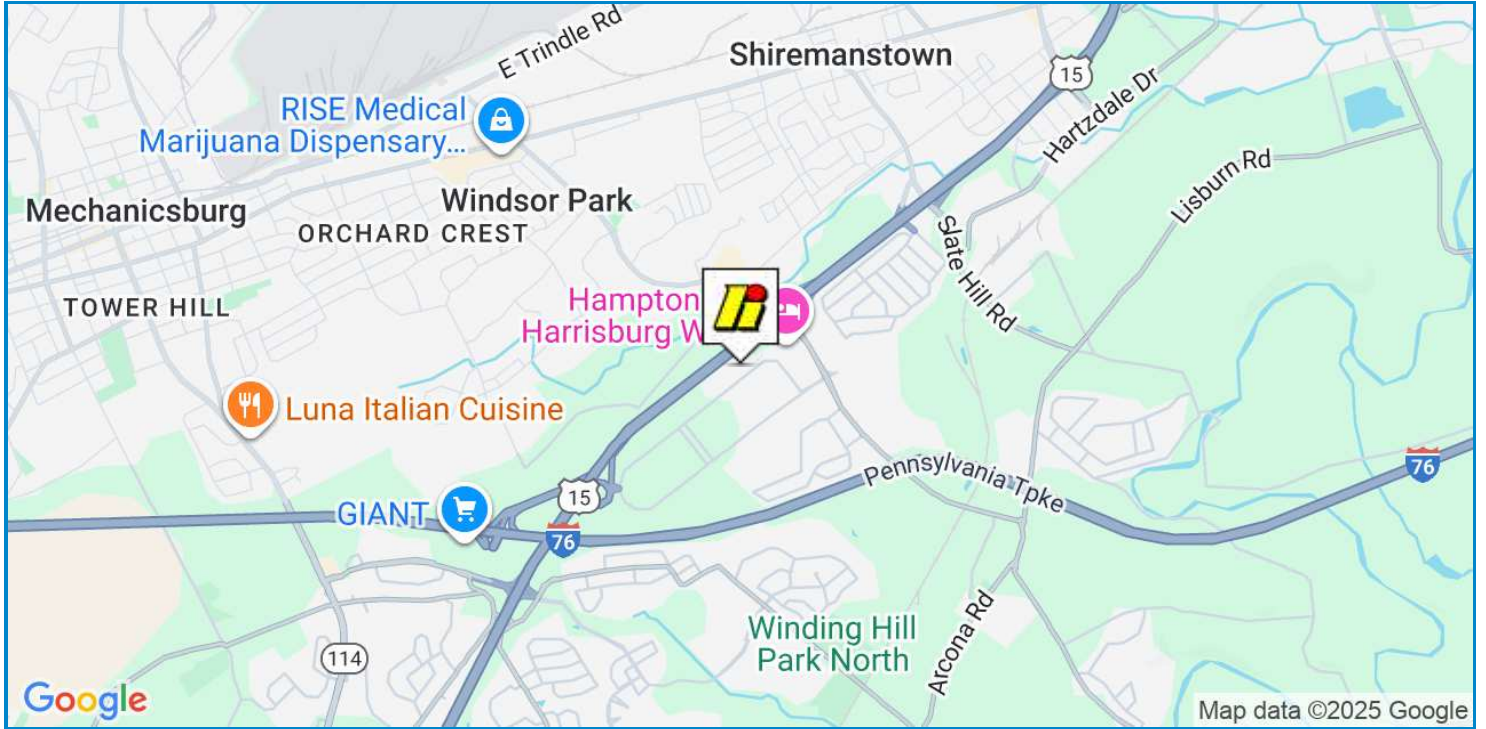 E Trindle Rd
Shiremanstown
15
Hartzdale Dr
RISE Medical
Marijuana Dispensary...
Lisburn Rd
Mechanicsburg
Windsor Park
ORCHARD CREST
Slate Hill Rd
TOWER HILL
Hampton
Harrisburg W
Luna Italian Cuisine
Pennsylvania Tpke
76
15
GIANT
76
Winding Hill
Park North
Arcona Rd
114
Google
Map data ©2025 Google